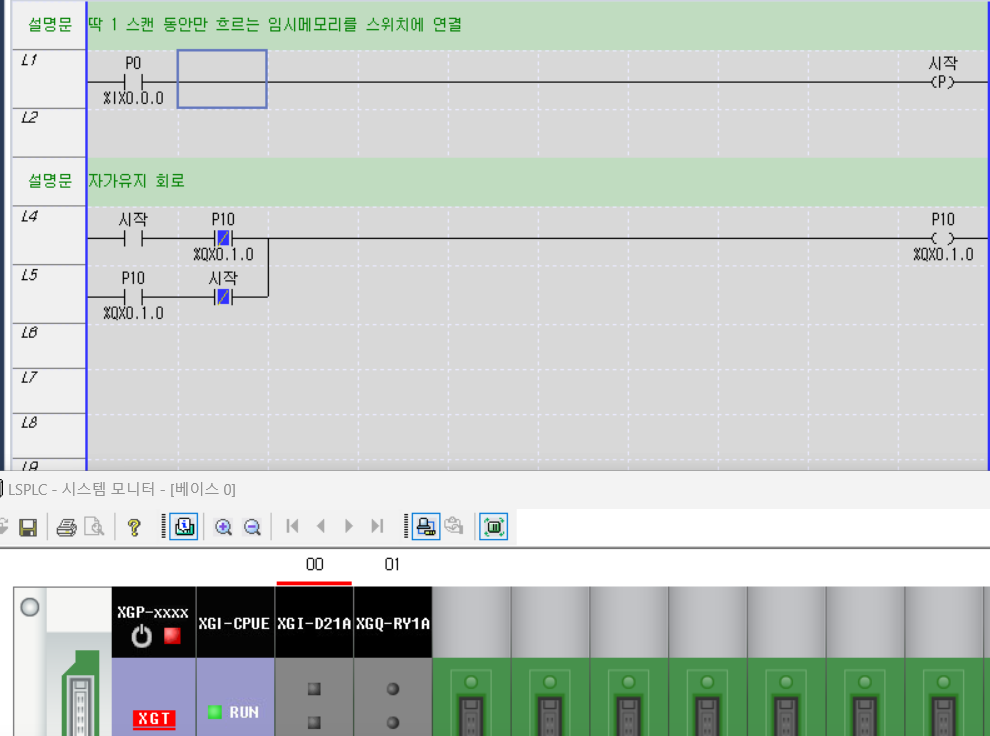 설명문 딱 1 스캔 동안만 흐르는 임시메모리를 스위치에 연결
L1 P0 시작
(P)
%IX0.0.0
L2
설명문 자가유지 회로
L4 시작 P10 P10
%QX0.1.0 %QX0.1.0
L5 P10 시작
%QX0.1.0
L6
L7
L8
L9
LSPLC - 시스템 모니터 - [베이스 0]
00 01
XGP-xxxx XGI-CPUE XGI-D21A XGQ-RY1A
XGT RUN